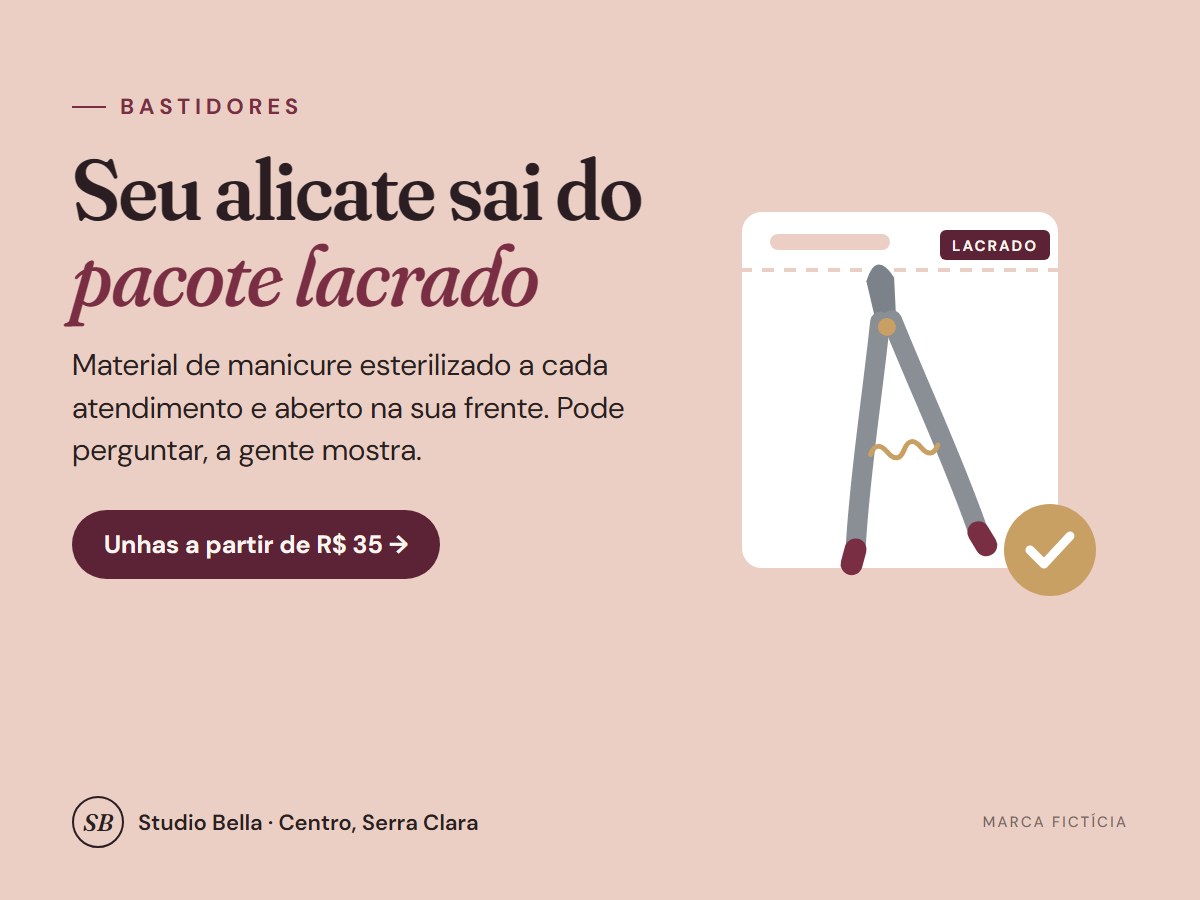 BASTIDORES
Seu alicate sai do
pacote lacrado
Material de manicure esterilizado a cada
atendimento e aberto na sua frente. Pode
perguntar, a gente mostra.
Unhas a partir de R$ 35 →
LACRADO
SB
Studio Bella · Centro, Serra Clara
MARCA FICTÍCIA